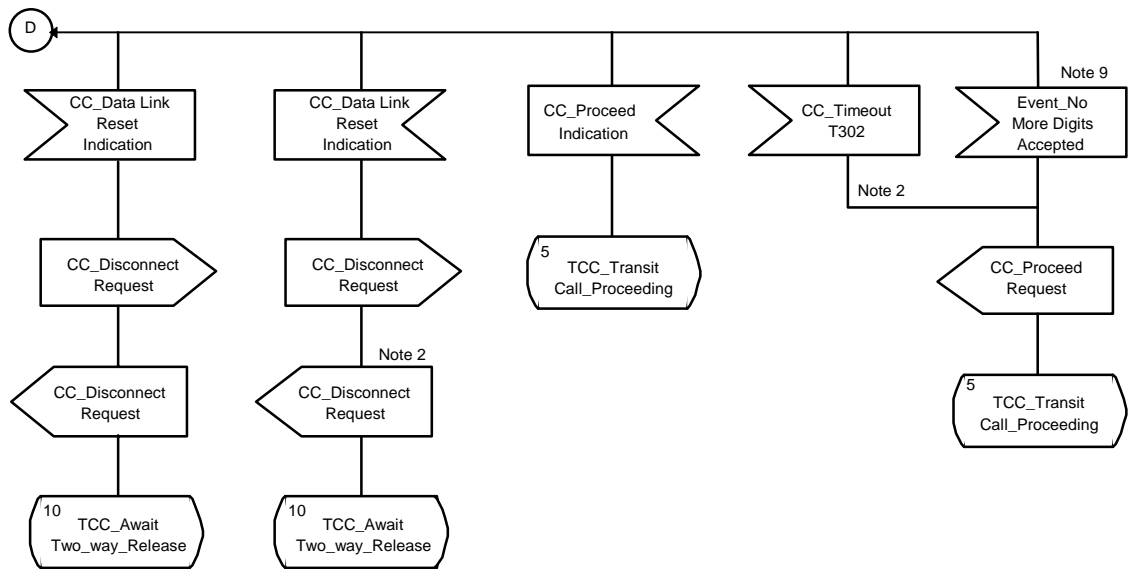 D
CC_Data Link
Reset
Indication
CC_Data Link
Reset
Indication
CC_Proceed
Indication
CC_Timeout
T302
Note 9
Event_No
More Digits
Accepted
Note 2
CC_Disconnect
Request
CC_Disconnect
Request
5
TCC_Transit
Call_Proceeding
CC_Proceed
Request
CC_Disconnect
Request
Note 2
CC_Disconnect
Request
5
TCC_Transit
Call_Proceeding
10
TCC_Await
Two_way_Release
10
TCC_Await
Two_way_Release